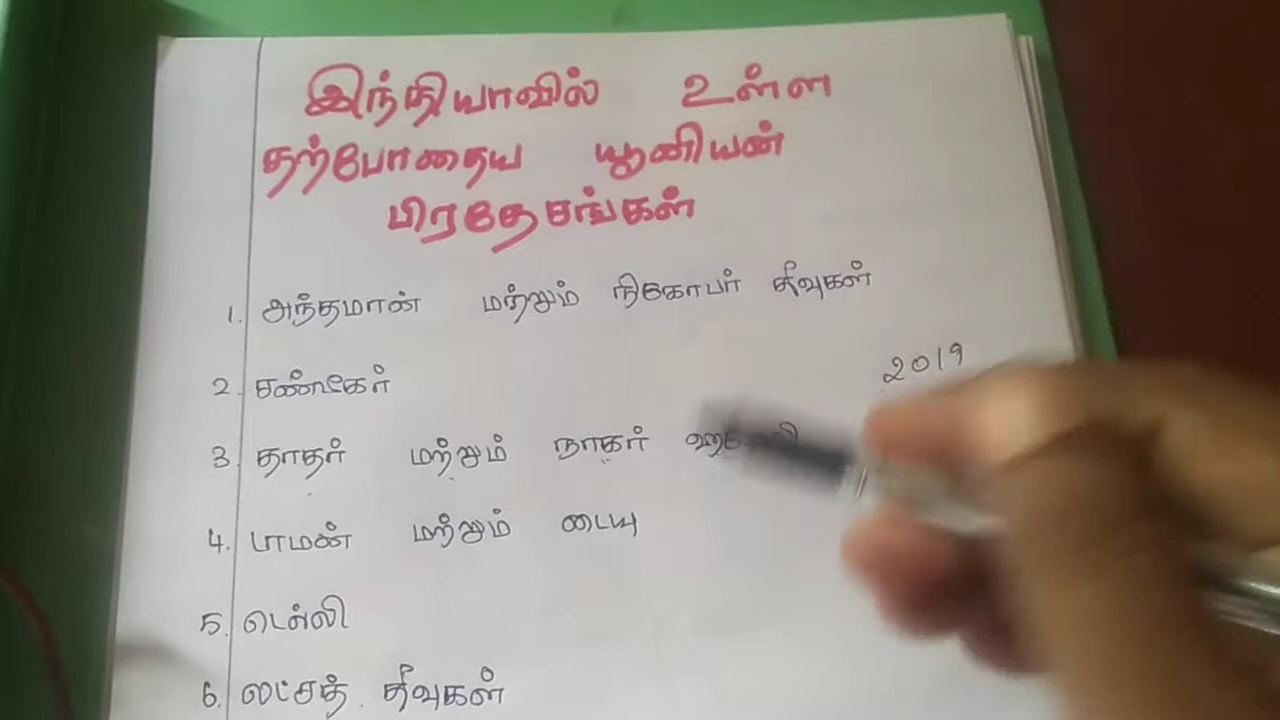 இந்தியாவில் உள்ள
தற்போதைய யூனியன்
பிரதேசங்கள்
1. அந்தமான் மற்றும் நிகோபர் தீவுகள்
2019
2. சண்டிகேர்
3. தாதர் மற்றும் நாகர்
4. டாமன் மற்றும் டையு
5. டெல்லி
6. லட்சத் தீவுகள்